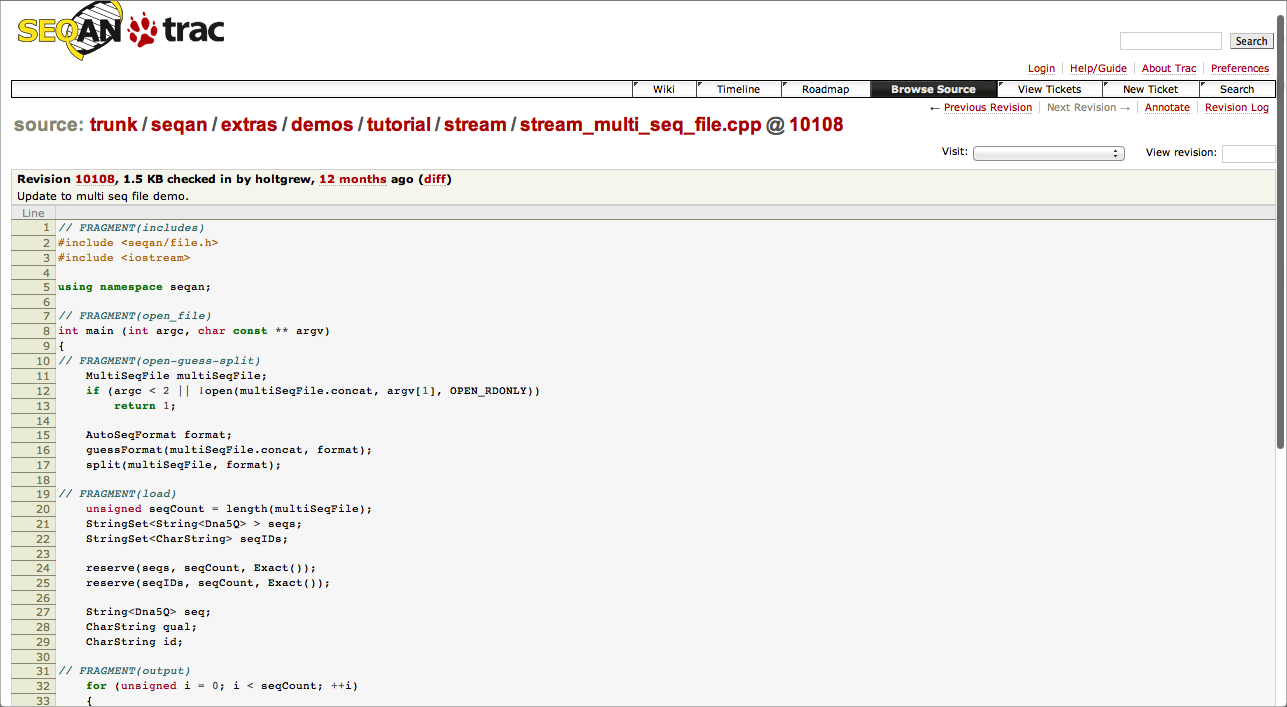 SEQAN trac
Search
Login Help/Guide About Trac Preferences
Wiki Timeline Roadmap Browse Source View Tickets New Ticket Search
← Previous Revision Next Revision → Annotate Revision Log
source: trunk / seqan / extras / demos / tutorial / stream / stream_multi_seq_file.cpp @ 10108
Visit: View revision:
Revision 10108, 1.5 KB checked in by holtgrew, 12 months ago (diff)
Update to multi seq file demo.
Line
1 // FRAGMENT(includes)
2 #include <seqan/file.h>
3 #include <iostream>
4
5 using namespace seqan;
6
7 // FRAGMENT(open_file)
8 int main (int argc, char const ** argv)
9 {
10 // FRAGMENT(open-guess-split)
11     MultiSeqFile multiSeqFile;
12     if (argc < 2 || !open(multiSeqFile.concat, argv[1], OPEN_RDONLY))
13         return 1;
14
15     AutoSeqFormat format;
16     guessFormat(multiSeqFile.concat, format);
17     split(multiSeqFile, format);
18
19 // FRAGMENT(load)
20     unsigned seqCount = length(multiSeqFile);
21     StringSet<String<Dna5Q> > seqs;
22     StringSet<CharString> seqIDs;
23
24     reserve(seqs, seqCount, Exact());
25     reserve(seqIDs, seqCount, Exact());
26
27     String<Dna5Q> seq;
28     CharString qual;
29     CharString id;
30
31 // FRAGMENT(output)
32     for (unsigned i = 0; i < seqCount; ++i)
33     {